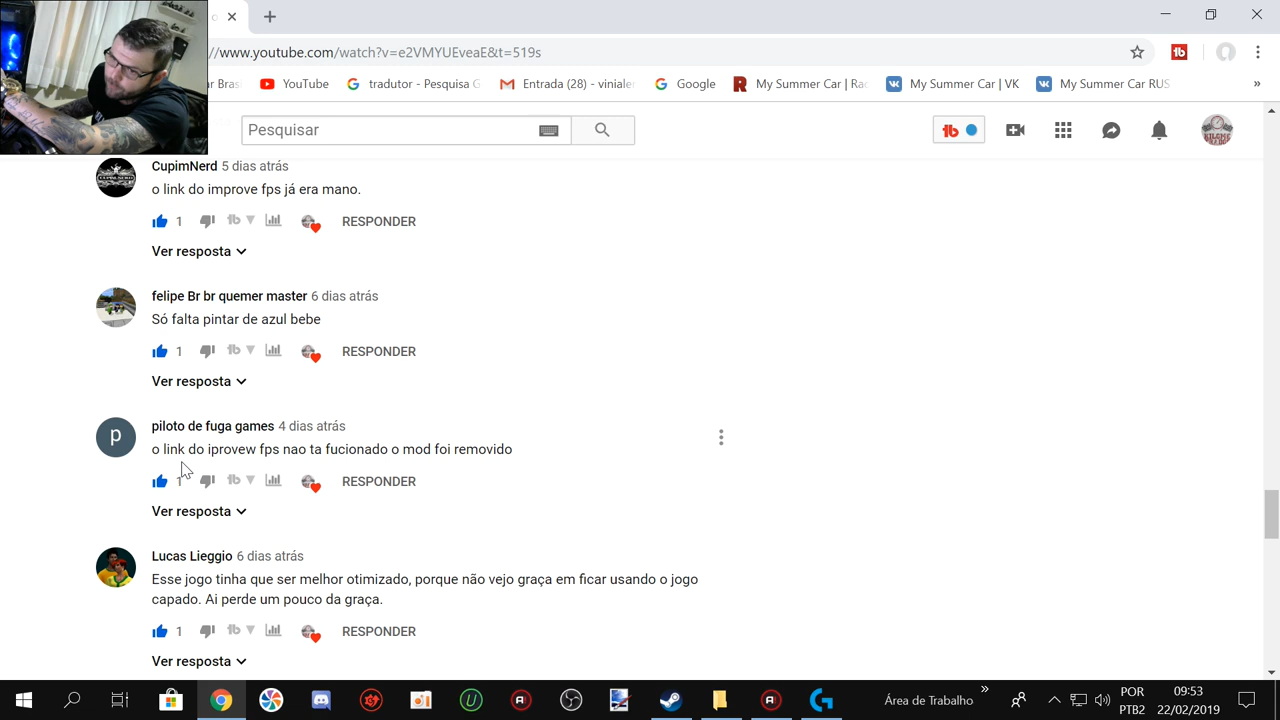 //www.youtube.com/watch?v=e2VMYUEveaE&t=519s
ar Bras
YouTube
tradutor - Pesquisa G
Entrada (28) - viniale
Google
My Summer Car | Rac
My Summer Car | VK
My Summer Car RUS
»
Pesquisar
CupimNerd 5 dias atrás
o link do improve fps já era mano.
1 RESPONDER
Ver resposta
felipe Br br quemer master 6 dias atrás
Só falta pintar de azul bebe
1 RESPONDER
Ver resposta
p
piloto de fuga games 4 dias atrás
o link do iprovew fps nao ta fucionado o mod foi removido
1 RESPONDER
Ver resposta
Lucas Lieggio 6 dias atrás
Esse jogo tinha que ser melhor otimizado, porque não vejo graça em ficar usando o jogo
capado. Ai perde um pouco da graça.
1 RESPONDER
Ver resposta
Área de Trabalho »
POR
PTB2
09:53
22/02/2019